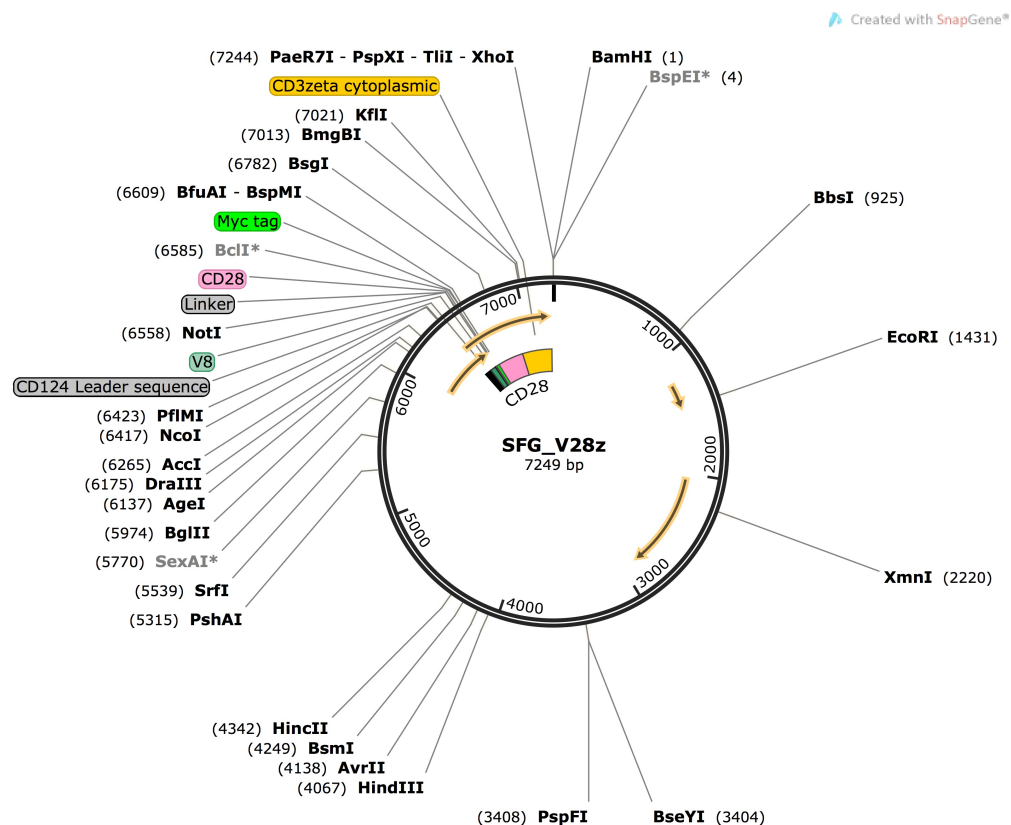 Created with SnapGene®
(7244) PaeR7I - PspXI - TliI - XhoI
BamHI (1)
BspEI* (4)
CD3zeta cytoplasmic
(7021) KflI
(7013) BmgBI
(6782) BsgI
(6609) BfuAI - BspMI
BbsI (925)
Myc tag
(6585) BclI*
CD28
Linker
(6558) NotI
EcoRI (1431)
V8
CD124 Leader sequence
(6423) PflMI
(6417) NcoI
(6265) AccI
(6175) DraIII
(6137) AgeI
(5974) BglII
(5770) SexAI*
(5539) SrfI
(5315) PshAI
7000
1000
6000
CD28
SFG_V28z
7249 bp
2000
5000
3000
4000
XmnI (2220)
(4342) HincII
(4249) BsmI
(4138) AvrII
(4067) HindIII
(3408) PspFI
BseYI (3404)